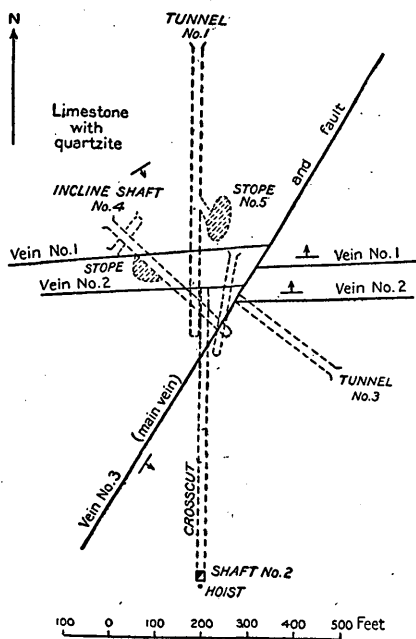 N
TUNNEL
No.1
Limestone
with
quartzite
and fault
INCLINE SHAFT
No.4
STOPE
No.5
Vein No.1
Vein No.1
STOPE
Vein No.2
Vein No.2
TUNNEL
No.3
(main vein)
Vein No.3
CROSSCUT
SHAFT No.2
HOIST
100 0 100 200 300 400 500 Feet